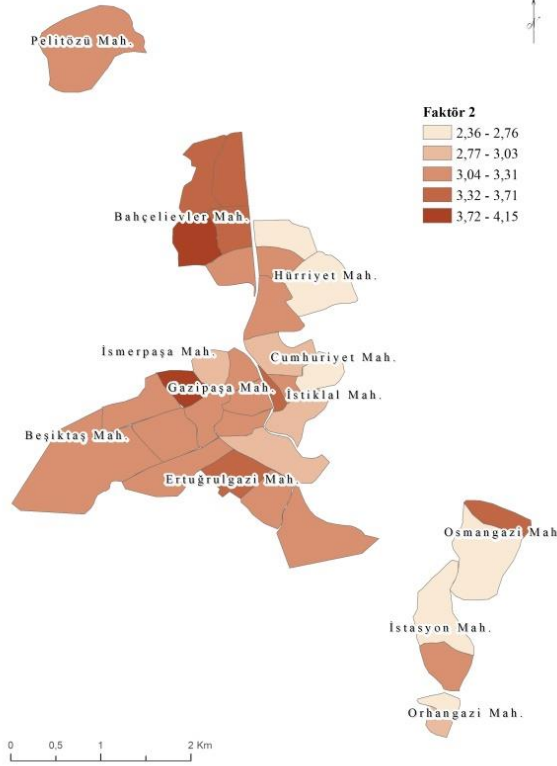 Pelitözü Mah.
Faktör 2
2,36 - 2,76
2,77 - 3,03
3,04 - 3,31
3,32 - 3,71
3,72 - 4,15
Bahçelievler Mah.
Hürriyet Mah.
İsmerpaşa Mah.
Cumhuriyet Mah.
Gazipaşa Mah.
İstiklal Mah.
Beşiktaş Mah.
Ertuğrulgazi Mah.
Osmangazi Mah
İstasyon Mah.
Orhangazi Mah.
0 0,5 1 2 Km